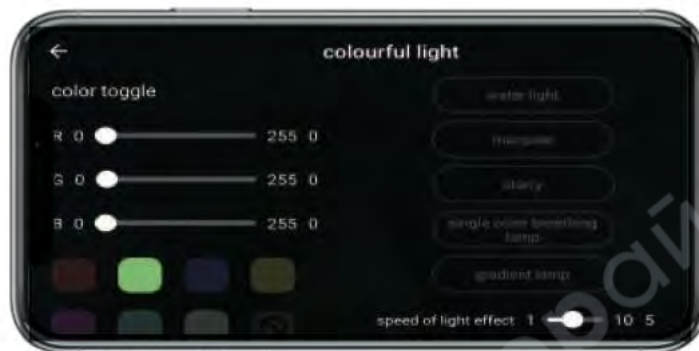 colourful light
color toggle
R 0 255 0
G 0 255 0
B 0 255 0
water light
marquee
starry
single color breathing
lamp
gradient lamp
speed of light effect 1 10 5